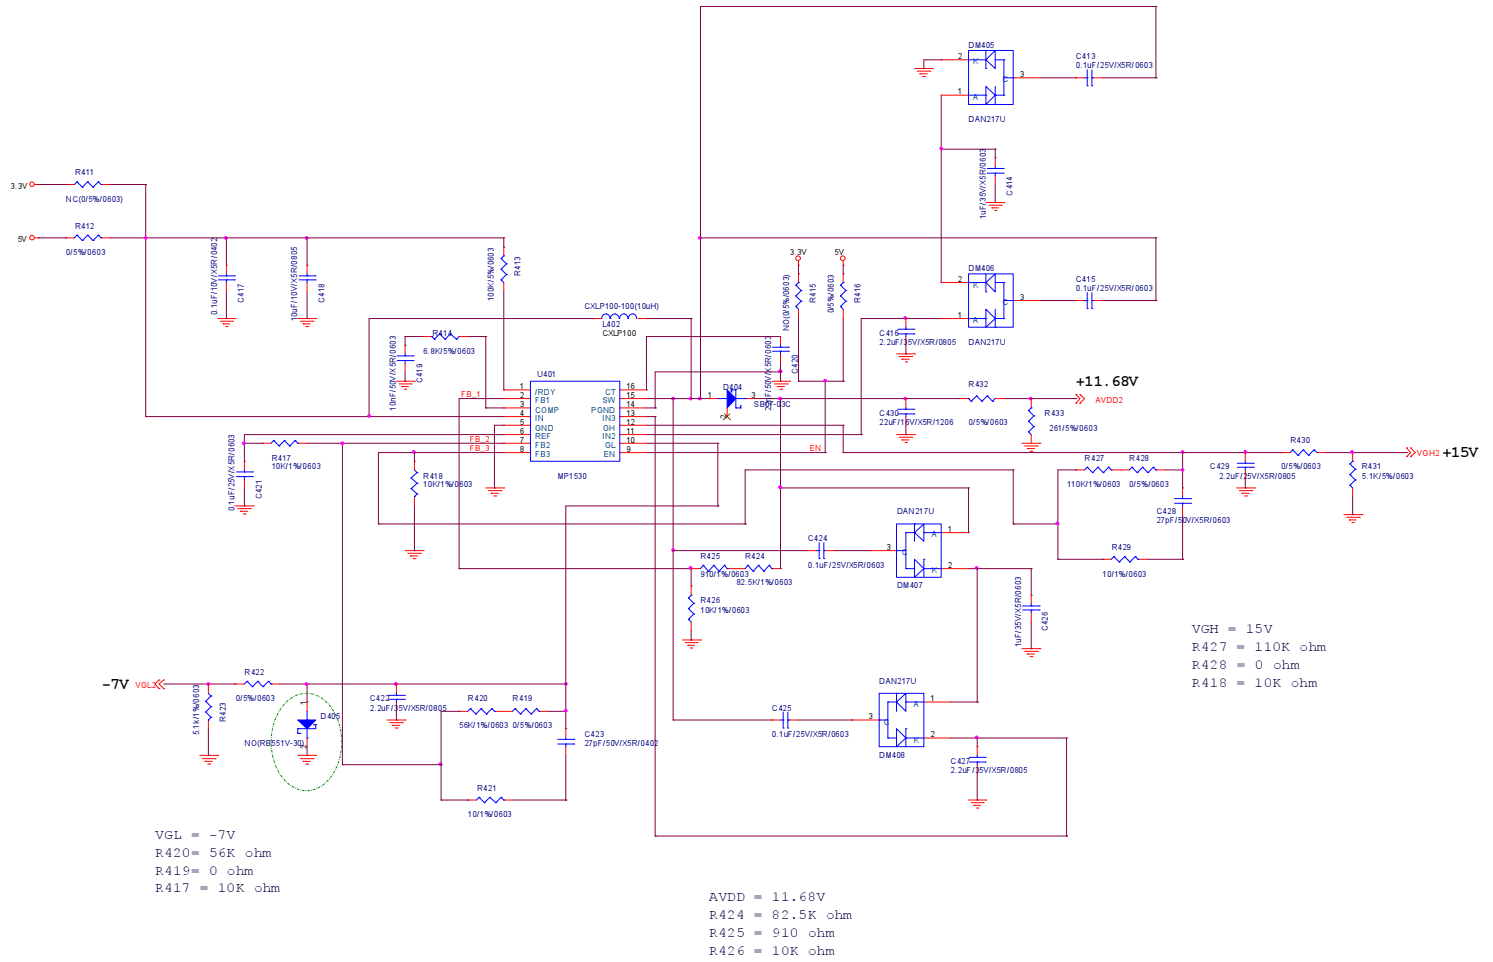 DM405
2
K
C
3
1
A
DAN217U
C413
0.1uF/25V/X5R/0603
1uF/35V/X5R/0603
C414
3.3V
R411
NC(0/5%/0603)
5V
R412
0/5%/0603
0.1uF/10V/X5R/0402
C417
10uF/10V/X5R/0805
C418
100K/5%/0603
R413
3.3V
5V
R415
0/5%/0603
R416
DM406
2
K
C
3
1
A
DAN217U
C415
0.1uF/25V/X5R/0603
C416
2.2uF/35V/X5R/0805
CXLP100-100(10uH)
L402
CXLP100
R414
6.8K/5%/0603
10nF/50V/X5R/0603
C419
C420
U401
1
2
3
4
5
6
7
8
/RDY
FB1
COMP
IN
GND
REF
FB2
FB3
CT
SW
PGND
IN3
GH
IN2
GL
EN
16
15
14
13
12
11
10
9
MP1530
FB_1
FB_2
FB_3
EN
D404
1
3
2
SB07-03C
C430
22uF/16V/X5R/1206
R432
0/5%/0603
+11.68V
AVDD2
R433
261/5%/0603
R417
10K/1%/0603
0.1uF/25V/X5R/0603
C421
R418
10K/1%/0603
R427
110K/1%/0603
R428
0/5%/0603
C428
27pF/50V/X5R/0603
R429
10/1%/0603
C429
2.2uF/25V/X5R/0805
R430
0/5%/0603
R431
5.1K/5%/0603
VGH2
+15V
DAN217U
1
A
3
C
2
K
DM407
C424
0.1uF/25V/X5R/0603
R425
910/1%/0603
R424
82.5K/1%/0603
R426
10K/1%/0603
1uF/35V/X5R/0603
C426
VGH = 15V
R427 = 110K ohm
R428 = 0 ohm
R418 = 10K ohm
-7V
R422
0/5%/0603
5.1k/1%/0603
R423
1
D405
NO(RB551V-30)
2
C422
2.2uF/35V/X5R/0805
R420
56K/1%/0603
R419
0/5%/0603
C423
27pF/50V/X5R/0402
R421
10/1%/0603
DAN217U
1
A
3
C
2
K
DM408
C425
0.1uF/25V/X5R/0603
C427
2.2uF/35V/X5R/0805
VGL = -7V
R420= 56K ohm
R419= 0 ohm
R417 = 10K ohm
AVDD = 11.68V
R424 = 82.5K ohm
R425 = 910 ohm
R426 = 10K ohm